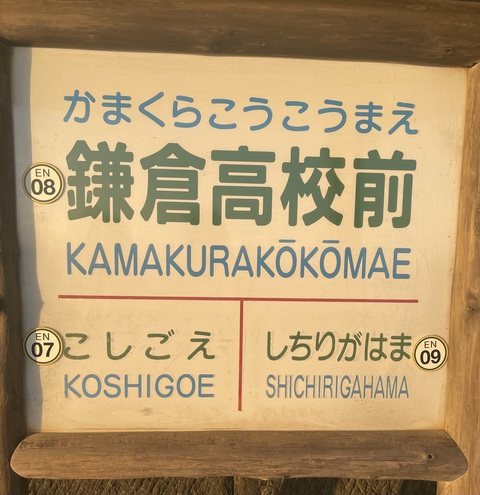 かまくらこうこうまえ
EN
08
鎌倉高校前
KAMAKURAKŌKŌMAE
EN
07
こしごえ
KOSHIGOE
しちりがはま
SHICHIRIGAHAMA
EN
09